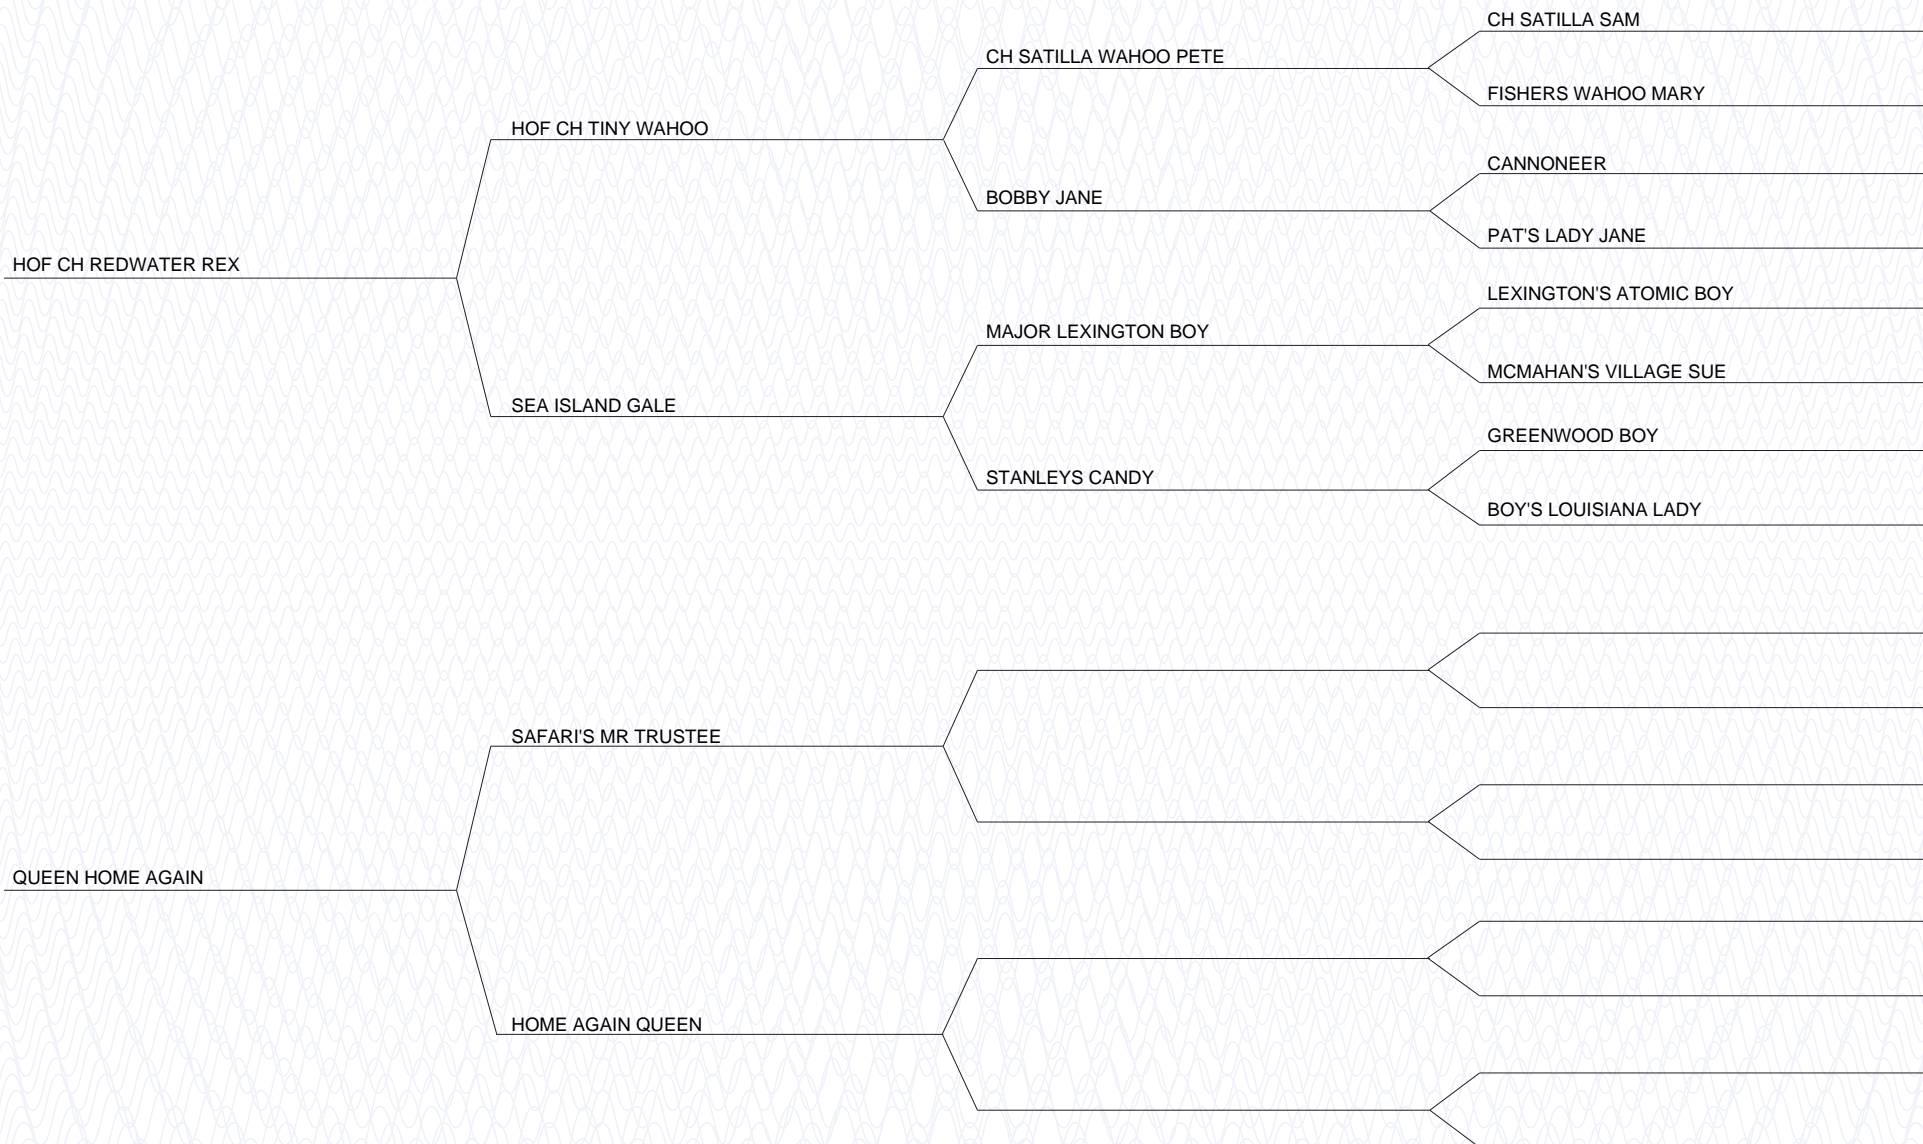 CH SATILLA SAM
CH SATILLA WAHOO PETE
FISHERS WAHOO MARY
HOF CH TINY WAHOO
CANNONEER
BOBBY JANE
PAT'S LADY JANE
HOF CH REDWATER REX
LEXINGTON'S ATOMIC BOY
MAJOR LEXINGTON BOY
MCMAHAN'S VILLAGE SUE
SEA ISLAND GALE
GREENWOOD BOY
STANLEYS CANDY
BOY'S LOUISIANA LADY
SAFARI'S MR TRUSTEE
QUEEN HOME AGAIN
HOME AGAIN QUEEN